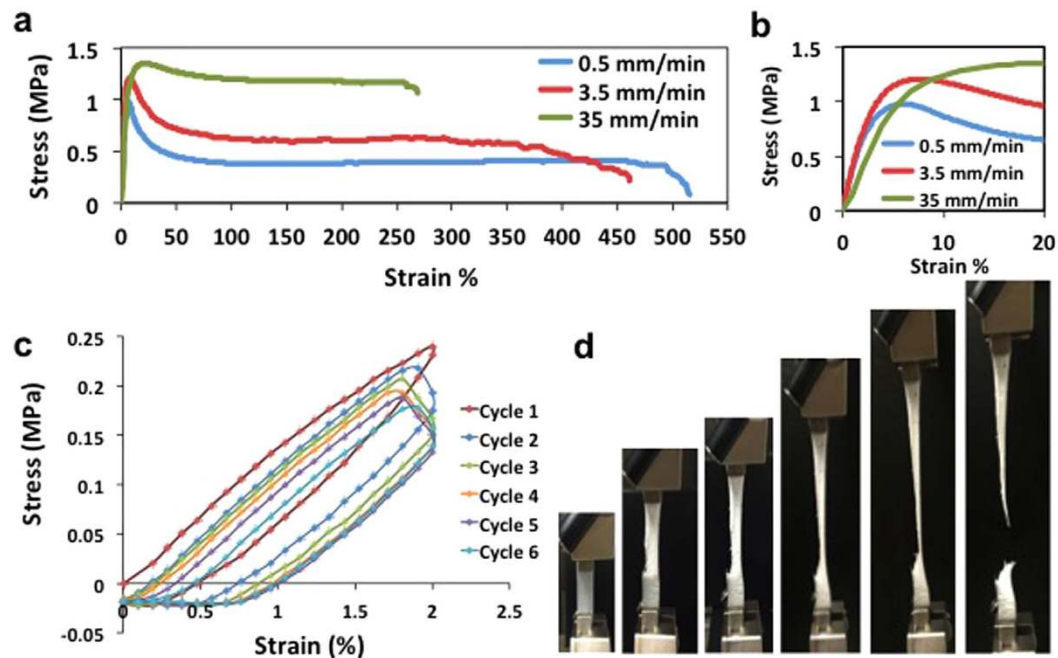 a
1.5
1
0.5
0
Stress (MPa)
0 50 100 150 200 250 300 350 400 450 500 550
Strain %
0.5 mm/min
3.5 mm/min
35 mm/min
b
1.5
1
0.5
0
Stress (MPa)
0 10 20
Strain %
0.5 mm/min
3.5 mm/min
35 mm/min
c
0.25
0.2
0.15
0.1
0.05
0
-0.05
Stress (MPa)
0 0.5 1 1.5 2 2.5
Strain (%)
Cycle 1
Cycle 2
Cycle 3
Cycle 4
Cycle 5
Cycle 6
d